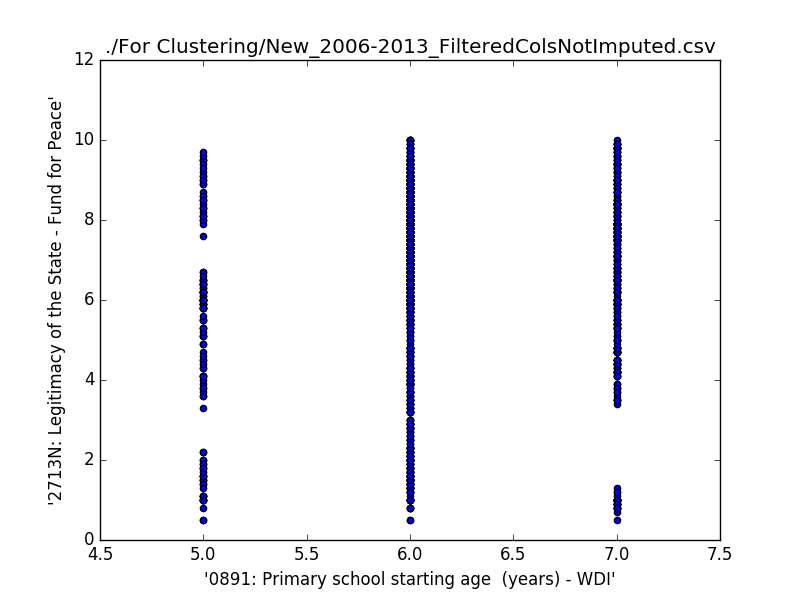 ./For Clustering/New_2006-2013_FilteredColsNotImputed.csv
'2713N: Legitimacy of the State - Fund for Peace'
12
10
8
6
4
2
0
4.5 5.0 5.5 6.0 6.5 7.0 7.5
'0891: Primary school starting age  (years) - WDI'